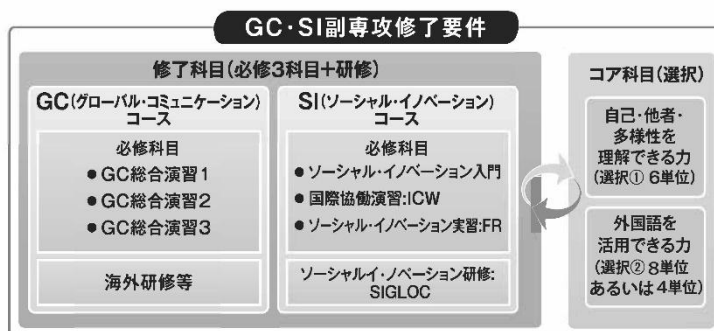 GC・SI副専攻修了要件
修了科目(必修3科目+研修)
GC(グローバル・コミュニケーション)
コース
必修科目
●GC総合演習1
●GC総合演習2
●GC総合演習3
海外研修等
SI(ソーシャル・イノベーション)
コース
必修科目
●ソーシャル・イノベーション入門
●国際協働演習:ICW
●ソーシャル・イノベーション実習:FR
ソーシャルイ・ノベーション研修:
SIGLOC
コア科目(選択)
自己・他者・
多様性を
理解できる力
(選択① 6単位)
外国語を
活用できる力
(選択② 8単位
あるいは4単位)